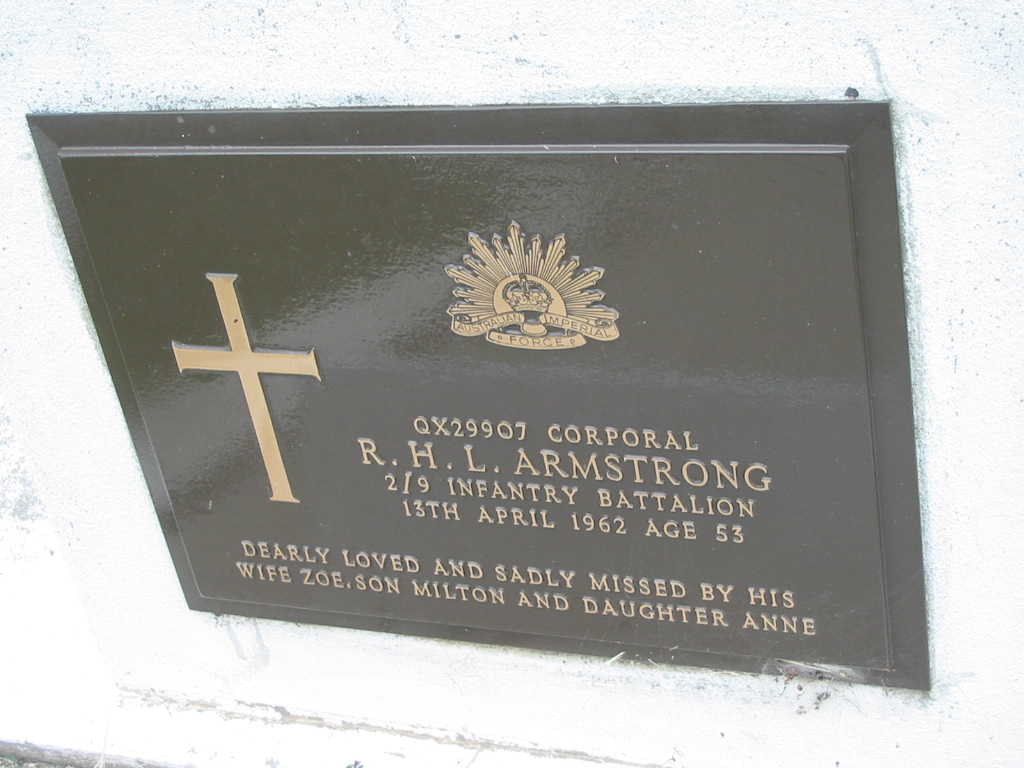 AUSTRALIAN IMPERIAL
FORCE
QX29907 CORPORAL
R. H. L. ARMSTRONG
2/9 INFANTRY BATTALION
13TH APRIL 1962 AGE 53
DEARLY LOVED AND SADLY MISSED BY HIS
WIFE ZOE, SON MILTON AND DAUGHTER ANNE